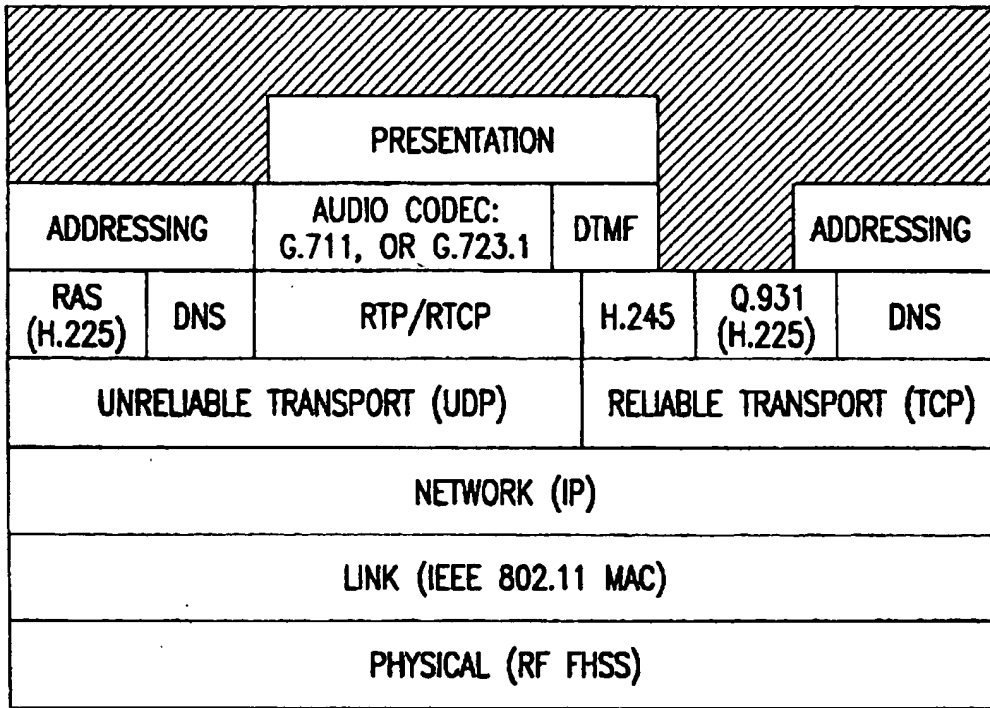 PRESENTATION
ADDRESSING
AUDIO CODEC:
G.711, OR G.723.1
DTMF
ADDRESSING
RAS
(H.225)
DNS
RTP/RTCP
H.245
Q.931
(H.225)
DNS
UNRELIABLE TRANSPORT (UDP)
RELIABLE TRANSPORT (TCP)
NETWORK (IP)
LINK (IEEE 802.11 MAC)
PHYSICAL (RF FHSS)